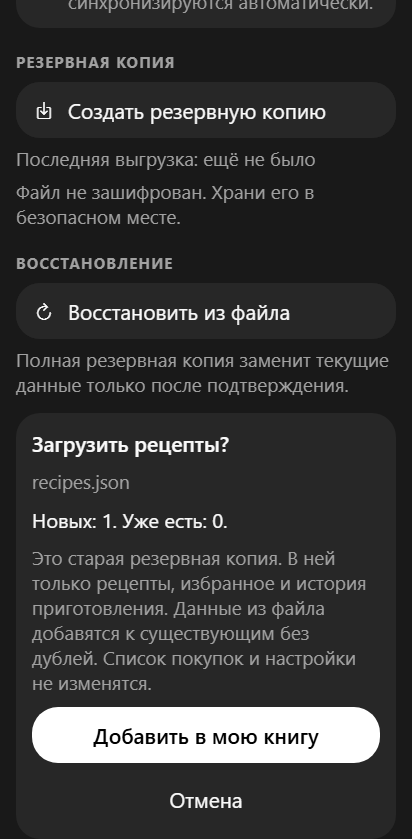 синхронизируются автоматически.
РЕЗЕРВНАЯ КОПИЯ
Создать резервную копию
Последняя выгрузка: ещё не было
Файл не зашифрован. Храни его в
безопасном месте.
ВОССТАНОВЛЕНИЕ
Восстановить из файла
Полная резервная копия заменит текущие
данные только после подтверждения.
Загрузить рецепты?
recipes.json
Новых: 1. Уже есть: 0.
Это старая резервная копия. В ней
только рецепты, избранное и история
приготовления. Данные из файла
добавятся к существующим без
дублей. Список покупок и настройки
не изменятся.
Добавить в мою книгу
Отмена